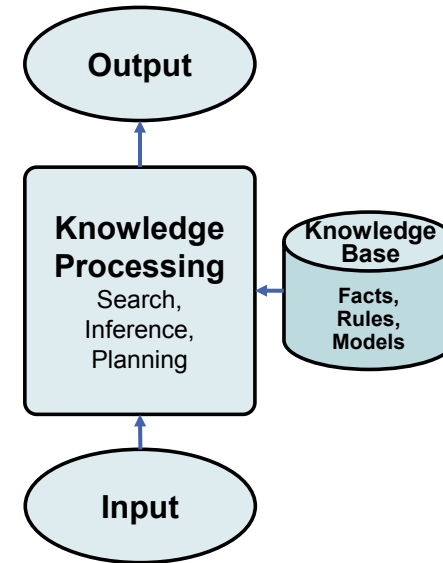 Output
Knowledge
Processing
Search,
Inference,
Planning
Knowledge
Base
Facts,
Rules,
Models
Input